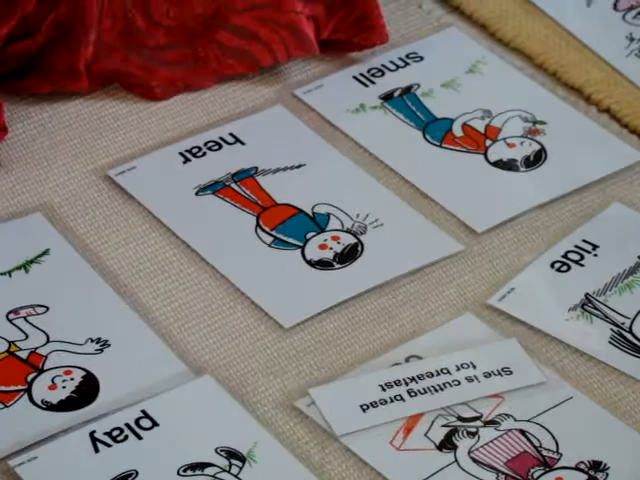 smell
hear
ride
She is cutting bread
for breakfast
play